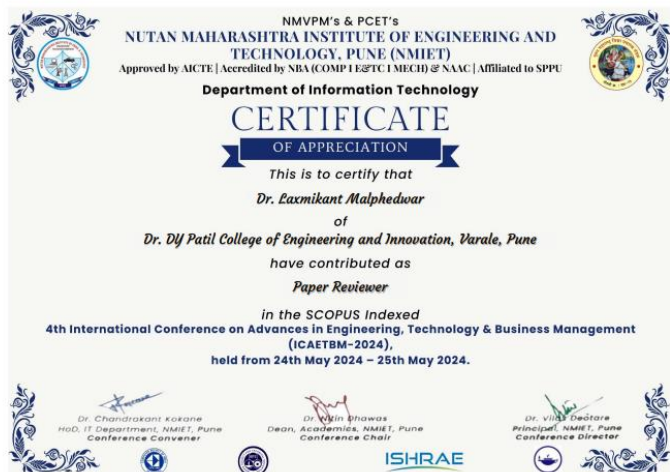 NMVPM's & PCET's
NUTAN MAHARASHTRA INSTITUTE OF ENGINEERING AND
TECHNOLOGY, PUNE (NMIET)
Approved by AICTE | Accredited by NBA (COMP I E&TC I MECH) & NAAC | Affiliated to SPPU
Department of Information Technology
CERTIFICATE
OF APPRECIATION
This is to certify that
Dr. Laxmikant Malphedwar
of
Dr. DY Patil College of Engineering and Innovation, Varale, Pune
have contributed as
Paper Reviewer
in the SCOPUS Indexed
4th International Conference on Advances in Engineering, Technology & Business Management
(ICAETBM-2024),
held from 24th May 2024 – 25th May 2024.
Dr. Chandrakant Kokane
HoD, IT Department, NMIET, Pune
Conference Convener
Dr. Nitin Dhawas
Dean, Academics, NMIET, Pune
Conference Chair
Dr. Vilas Deotare
Principal, NMIET, Pune
Conference Director
ISHRAE